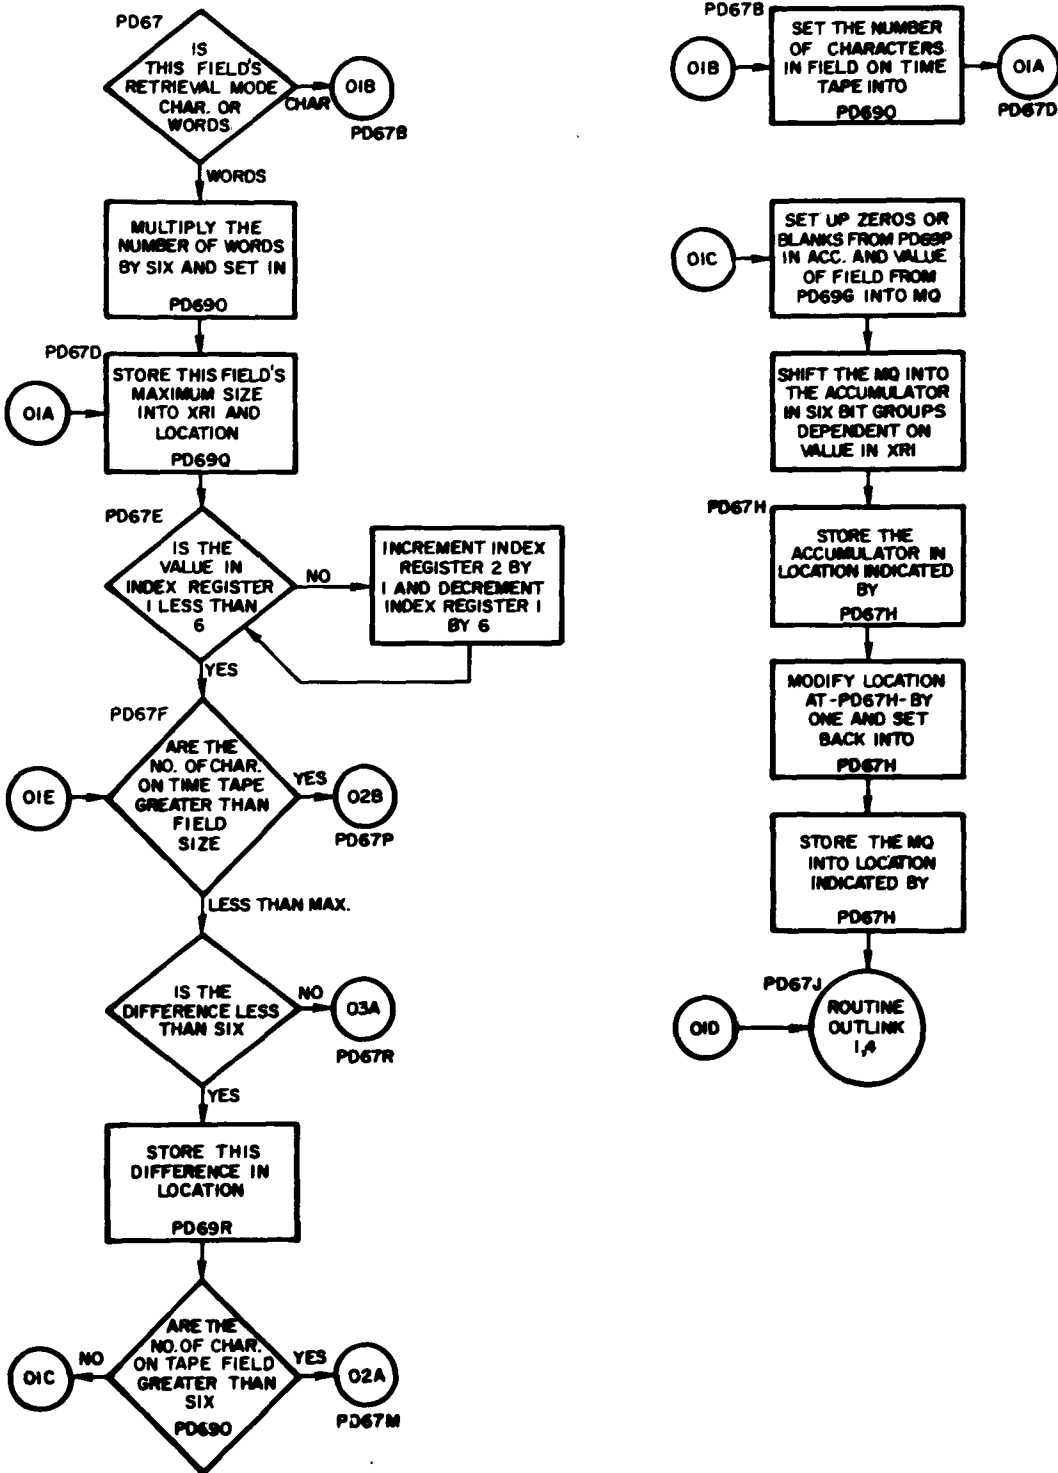 PD67
IS
THIS FIELD'S
RETRIEVAL MODE
CHAR. OR
WORDS
CHAR
01B
PD67B
WORDS
MULTIPLY THE
NUMBER OF WORDS
BY SIX AND SET IN
PD69O
PD67D
01A
STORE THIS FIELD'S
MAXIMUM SIZE
INTO XR1 AND
LOCATION
PD69Q
PD67E
IS THE
VALUE IN
INDEX REGISTER
1 LESS THAN
6
NO
INCREMENT INDEX
REGISTER 2 BY
1 AND DECREMENT
INDEX REGISTER 1
BY 6
YES
PD67F
01E
ARE THE
NO. OF CHAR.
ON TIME TAPE
GREATER THAN
FIELD
SIZE
YES
02B
PD67P
LESS THAN MAX.
IS THE
DIFFERENCE LESS
THAN SIX
NO
03A
PD67R
YES
STORE THIS
DIFFERENCE IN
LOCATION
PD69R
ARE THE
NO. OF CHAR.
ON TAPE FIELD
GREATER THAN
SIX
PD69O
NO
01C
YES
02A
PD67M
PD67B
01B
SET THE NUMBER
OF CHARACTERS
IN FIELD ON TIME
TAPE INTO
PD69O
01A
PD67D
01C
SET UP ZEROS OR
BLANKS FROM PD69P
IN ACC. AND VALUE
OF FIELD FROM
PD69G INTO MQ
SHIFT THE MQ INTO
THE ACCUMULATOR
IN SIX BIT GROUPS
DEPENDENT ON
VALUE IN XR1
PD67H
STORE THE
ACCUMULATOR IN
LOCATION INDICATED
BY
PD67H
MODIFY LOCATION
AT-PD67H-BY
ONE AND SET
BACK INTO
PD67H
STORE THE MQ
INTO LOCATION
INDICATED BY
PD67H
PD67J
01D
ROUTINE
OUTLINK
1,4